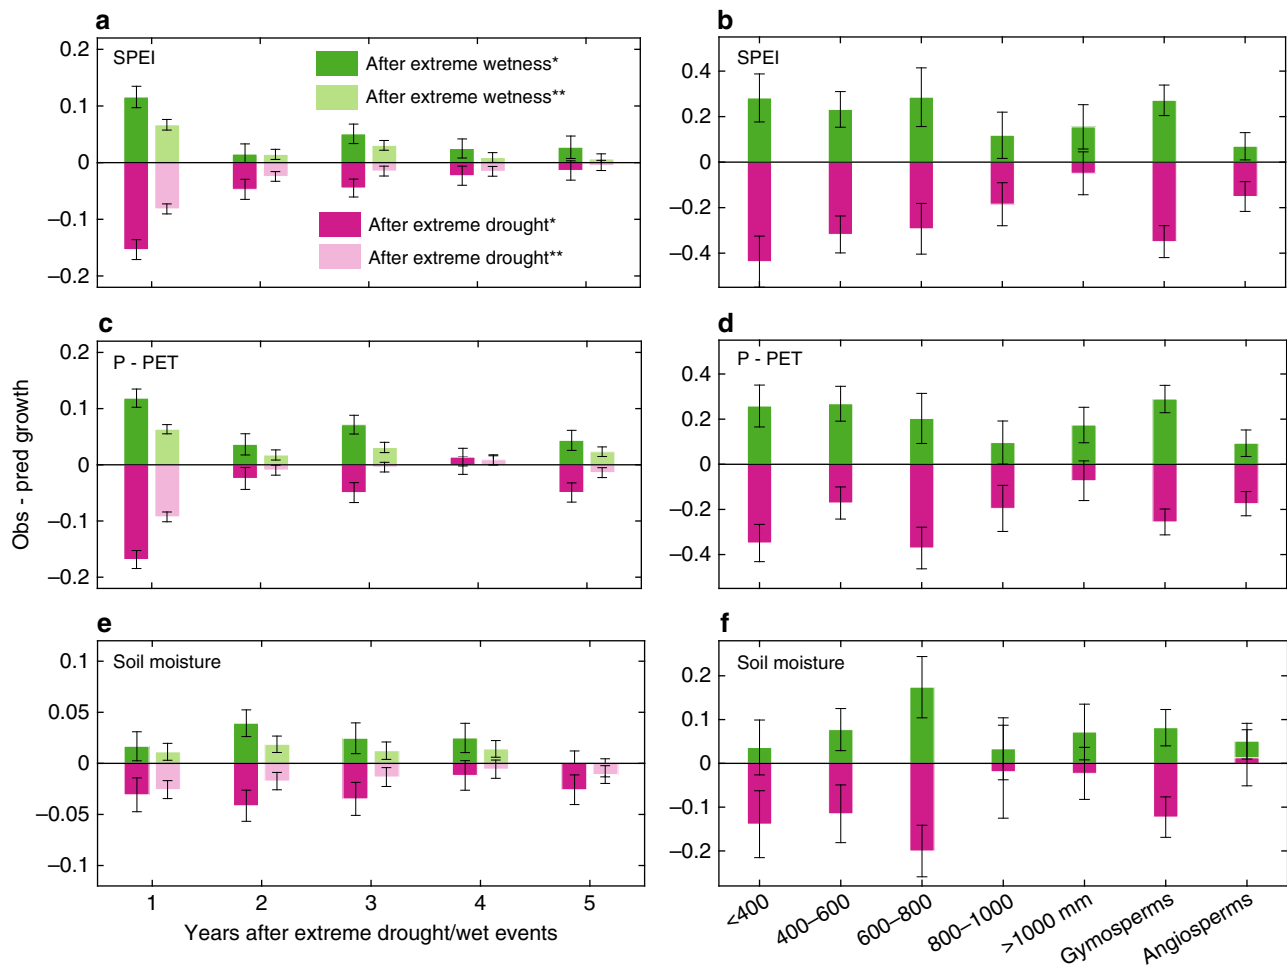 a
SPEI
0.2
0.1
0
–0.1
–0.2
1
2
3
4
5
After extreme wetness*
After extreme wetness**
After extreme drought*
After extreme drought**
b
SPEI
0.4
0.2
0
–0.2
–0.4
c
P - PET
0.2
0.1
0
–0.1
–0.2
Obs - pred growth
d
P - PET
0.4
0.2
0
–0.2
–0.4
e
Soil moisture
0.1
0.05
0
–0.05
–0.1
1
2
3
4
5
Years after extreme drought/wet events
f
Soil moisture
0.2
0.1
0
–0.1
–0.2
<400
400–600
600–800
800–1000
>1000 mm
Gymosperms
Angiosperms